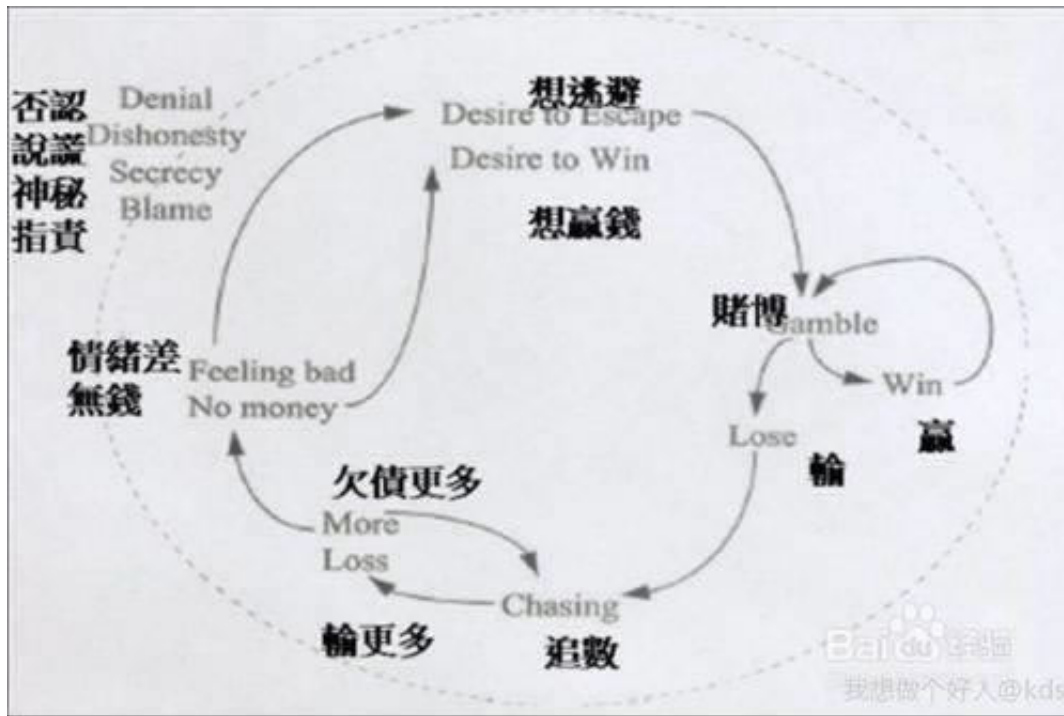 否認 Denial
說謊 Dishonesty
神秘 Secrecy
指責 Blame
想逃避
Desire to Escape
Desire to Win
想贏錢
賭博 Gamble
Win
贏
Lose
輸
情緒差 Feeling bad
無錢 No money
欠債更多
More
Loss
Chasing
輸更多
追數
Baidu 经验
我想做个好人@kds